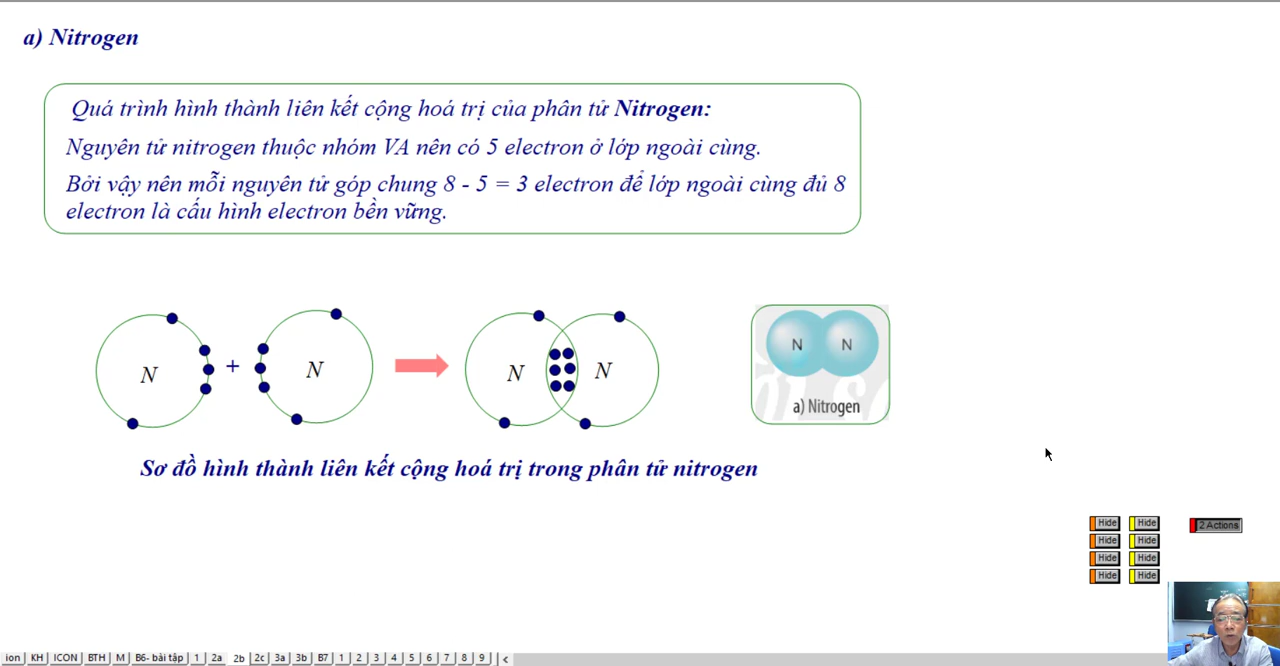 a) Nitrogen
Quá trình hình thành liên kết cộng hoá trị của phân tử Nitrogen:
Nguyên tử nitrogen thuộc nhóm VA nên có 5 electron ở lớp ngoài cùng.
Bởi vậy nên mỗi nguyên tử góp chung 8 - 5 = 3 electron để lớp ngoài cùng đủ 8
electron là cấu hình electron bền vững.
N + N N N
N N
a) Nitrogen
Sơ đồ hình thành liên kết cộng hoá trị trong phân tử nitrogen
Hide Hide 2 Actions
Hide Hide
Hide Hide
Hide Hide
ion KH ICON BTH M B6- bài tập 1 2a 2b 2c 3a 3b B7 1 2 3 4 5 6 7 8 9 <